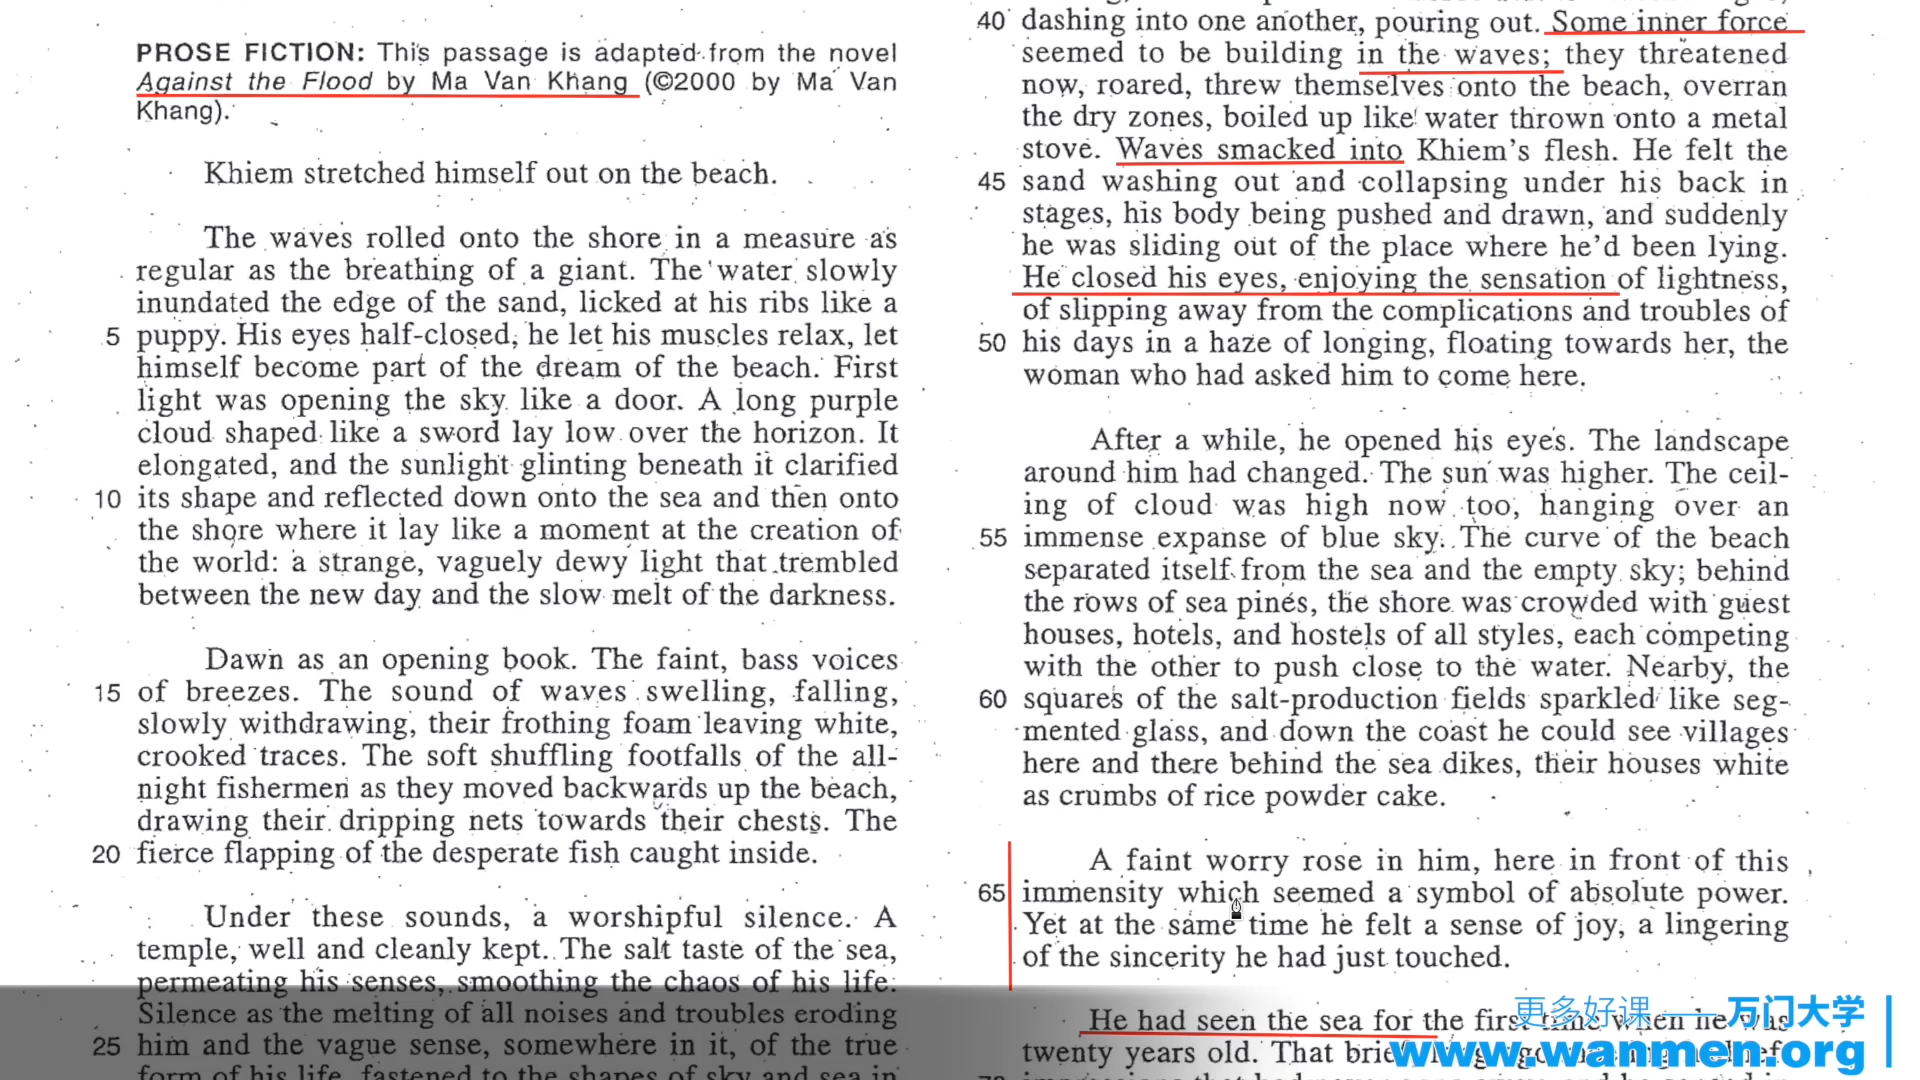 PROSE FICTION: This passage is adapted from the novel
Against the Flood by Ma Van Khang (©2000 by Ma Van
Khang).
Khiem stretched himself out on the beach.
The waves rolled onto the shore in a measure as
regular as the breathing of a giant. The water slowly
inundated the edge of the sand, licked at his ribs like a
5 puppy. His eyes half-closed, he let his muscles relax, let
himself become part of the dream of the beach. First
light was opening the sky like a door. A long purple
cloud shaped like a sword lay low over the horizon. It
elongated, and the sunlight glinting beneath it clarified
10 its shape and reflected down onto the sea and then onto
the shore where it lay like a moment at the creation of
the world: a strange, vaguely dewy light that trembled
between the new day and the slow melt of the darkness.
Dawn as an opening book. The faint, bass voices
15 of breezes. The sound of waves swelling, falling,
slowly withdrawing, their frothing foam leaving white,
crooked traces. The soft shuffling footfalls of the all-
night fishermen as they moved backwards up the beach,
drawing their dripping nets towards their chests. The
20 fierce flapping of the desperate fish caught inside.
Under these sounds, a worshipful silence. A
temple, well and cleanly kept. The salt taste of the sea,
permeating his senses, smoothing the chaos of his life.
Silence as the melting of all noises and troubles eroding
25 him and the vague sense, somewhere in it, of the true
form of his life, fastened to the shapes of sky and sea in
40 dashing into one another, pouring out. Some inner force
seemed to be building in the waves; they threatened
now, roared, threw themselves onto the beach, overran
the dry zones, boiled up like water thrown onto a metal
stove. Waves smacked into Khiem's flesh. He felt the
45 sand washing out and collapsing under his back in
stages, his body being pushed and drawn, and suddenly
he was sliding out of the place where he'd been lying.
He closed his eyes, enjoying the sensation of lightness,
of slipping away from the complications and troubles of
50 his days in a haze of longing, floating towards her, the
woman who had asked him to come here.
After a while, he opened his eyes. The landscape
around him had changed. The sun was higher. The ceil-
ing of cloud was high now too, hanging over an
55 immense expanse of blue sky. The curve of the beach
separated itself from the sea and the empty sky; behind
the rows of sea pines, the shore was crowded with guest
houses, hotels, and hostels of all styles, each competing
with the other to push close to the water. Nearby, the
60 squares of the salt-production fields sparkled like seg-
mented glass, and down the coast he could see villages
here and there behind the sea dikes, their houses white
as crumbs of rice powder cake.
A faint worry rose in him, here in front of this
65 immensity which seemed a symbol of absolute power.
Yet at the same time he felt a sense of joy, a lingering
of the sincerity he had just touched.
He had seen the sea for the first time when he was
twenty years old. That brief
更多好课——万门大学
www.wanmen.org